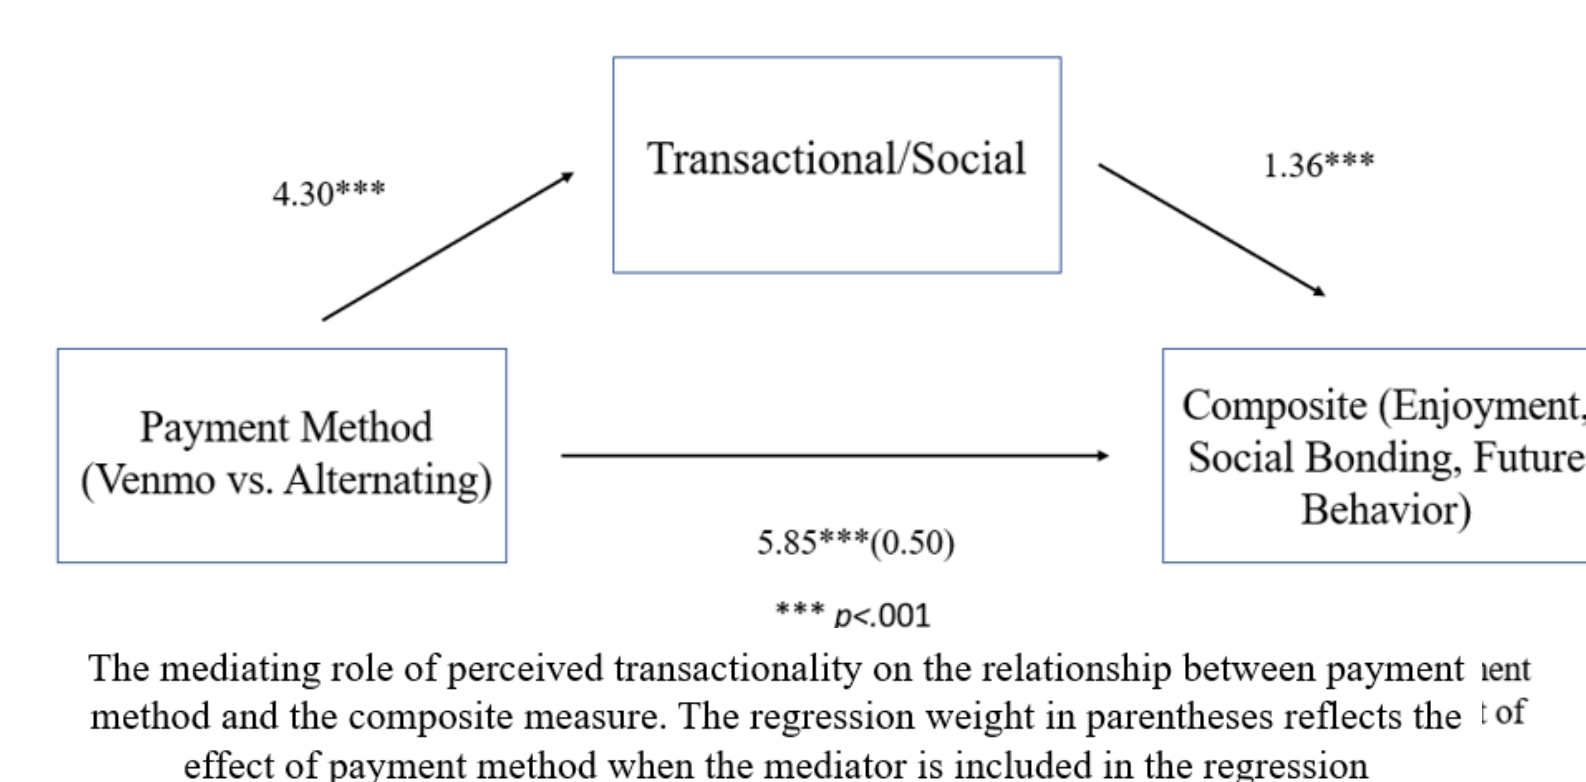 Transactional/Social
4.30***
1.36***
Payment Method
(Venmo vs. Alternating)
Composite (Enjoyment,
Social Bonding, Future
Behavior)
5.85***(0.50)
*** p<.001
The mediating role of perceived transactionality on the relationship between payment
method and the composite measure. The regression weight in parentheses reflects the
of
effect of payment method when the mediator is included in the regression